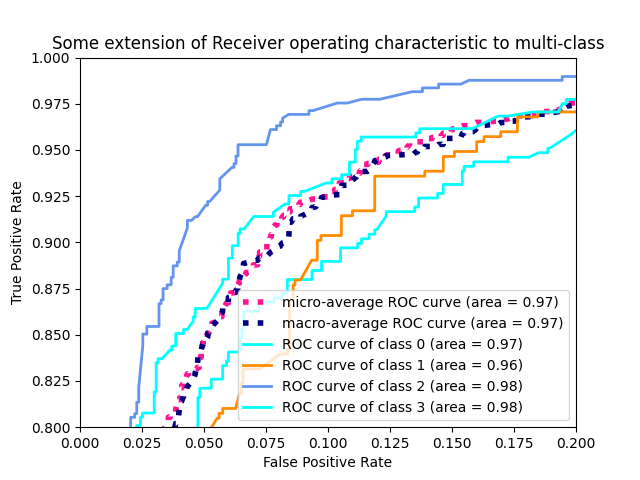 Some extension of Receiver operating characteristic to multi-class
1.000
0.975
0.950
0.925
0.900
0.875
0.850
0.825
0.800
True Positive Rate
micro-average ROC curve (area = 0.97)
macro-average ROC curve (area = 0.97)
ROC curve of class 0 (area = 0.97)
ROC curve of class 1 (area = 0.96)
ROC curve of class 2 (area = 0.98)
ROC curve of class 3 (area = 0.98)
0.000 0.025 0.050 0.075 0.100 0.125 0.150 0.175 0.200
False Positive Rate